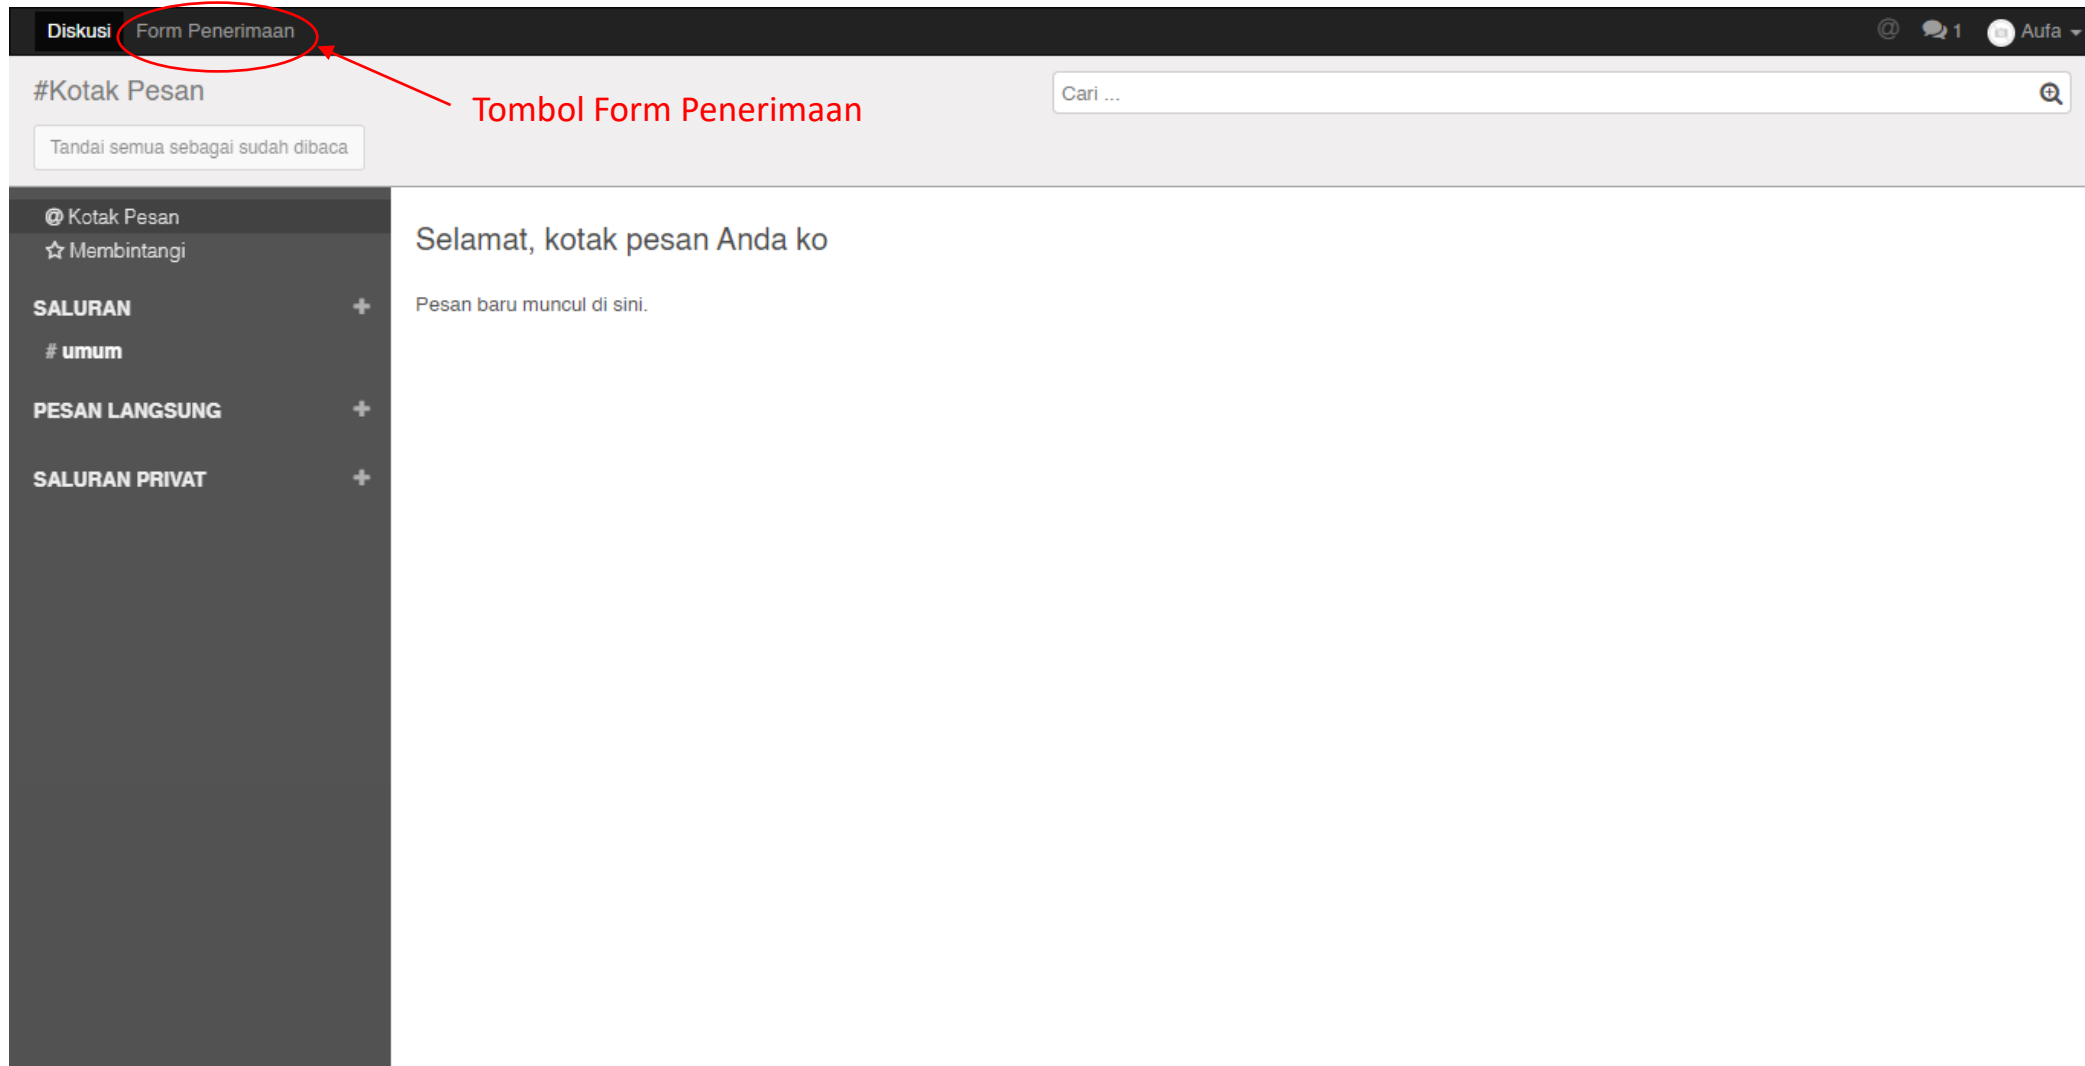 Diskusi Form Penerimaan @ 1 Aufa
#Kotak Pesan
Cari ...
Tombol Form Penerimaan
Tandai semua sebagai sudah dibaca
@ Kotak Pesan
Membintangi
SALURAN +
# umum
PESAN LANGSUNG +
SALURAN PRIVAT +
Selamat, kotak pesan Anda ko
Pesan baru muncul di sini.